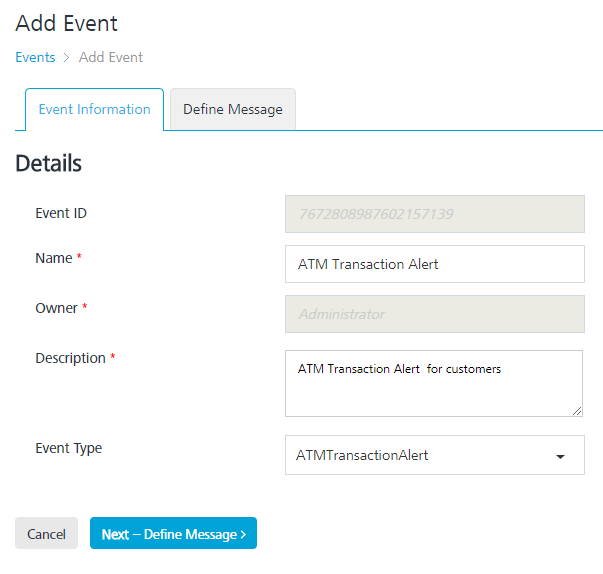 Add Event
Events > Add Event
Event Information Define Message
Details
Event ID 7672808987602157139
Name * ATM Transaction Alert
Owner * Administrator
Description * ATM Transaction Alert for customers
Event Type ATMTransactionAlert
Cancel Next – Define Message >